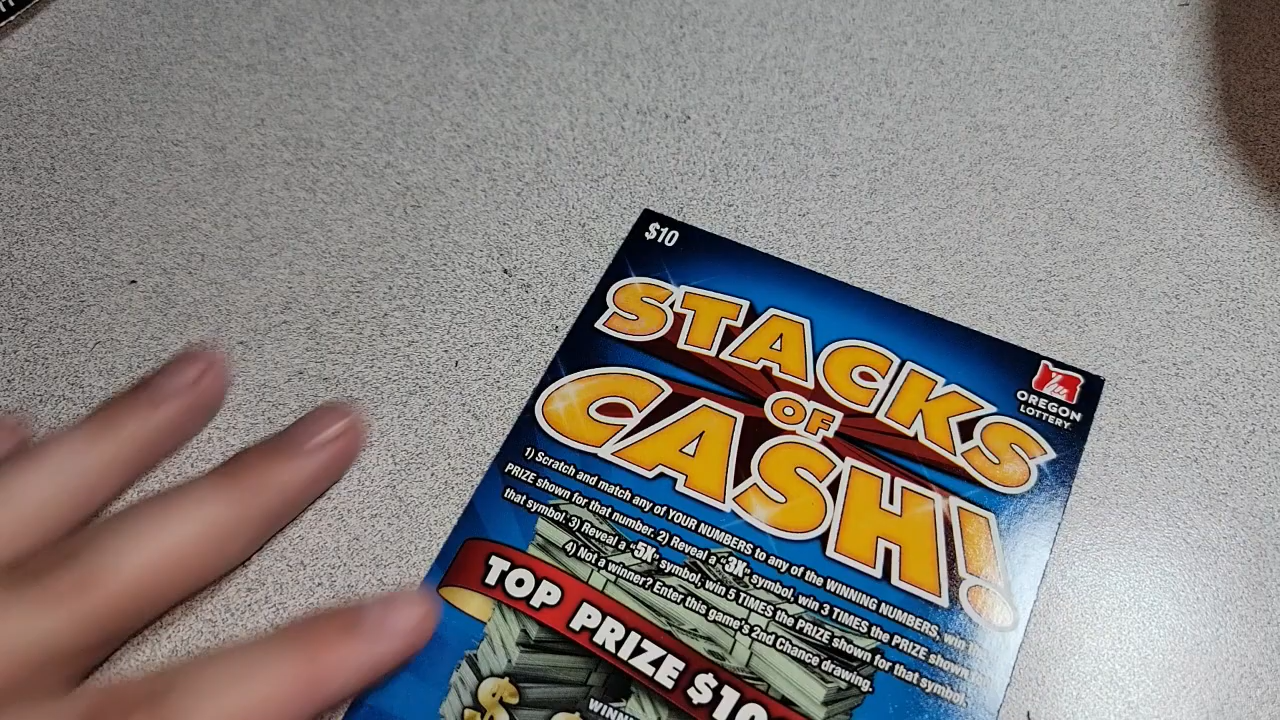 $10
STACKS
OF
CASH!
OREGON
LOTTERY
1) Scratch and match any of YOUR NUMBERS to any of the WINNING NUMBERS, win
PRIZE shown for that number. 2) Reveal a "3X" symbol, win 3 TIMES the PRIZE shown
that symbol. 3) Reveal a "5X" symbol, win 5 TIMES the PRIZE shown for that symbol.
4) Not a winner? Enter this game's 2nd Chance drawing.
TOP PRIZE $10